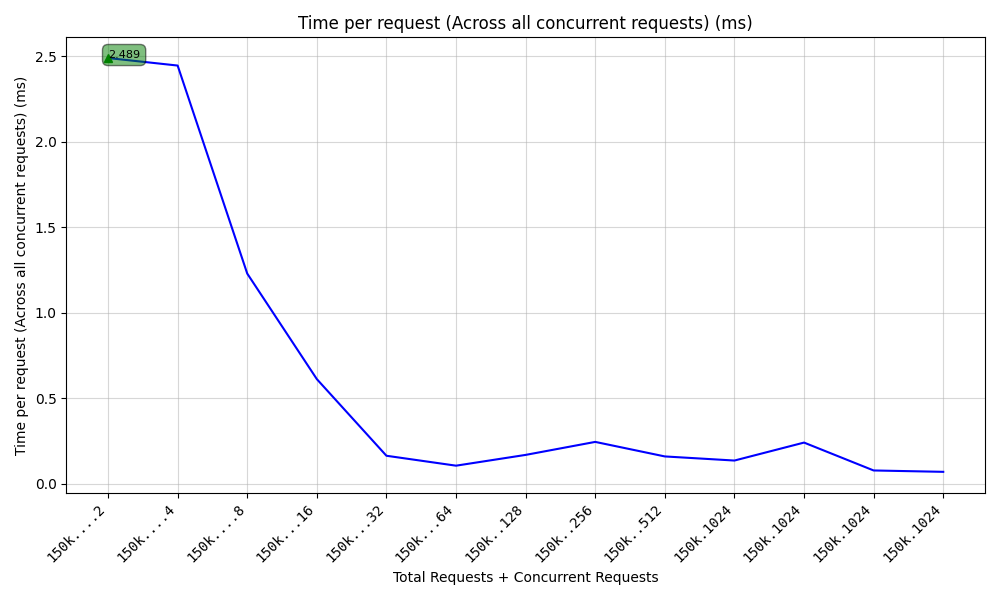 Time per request (Across all concurrent requests) (ms)
2.489
Time per request (Across all concurrent requests) (ms)
2.5
2.0
1.5
1.0
0.5
0.0
150k....2
150k....4
150k....8
150k...16
150k...32
150k...64
150k..128
150k..256
150k..512
150k.1024
150k.1024
150k.1024
150k.1024
Total Requests + Concurrent Requests